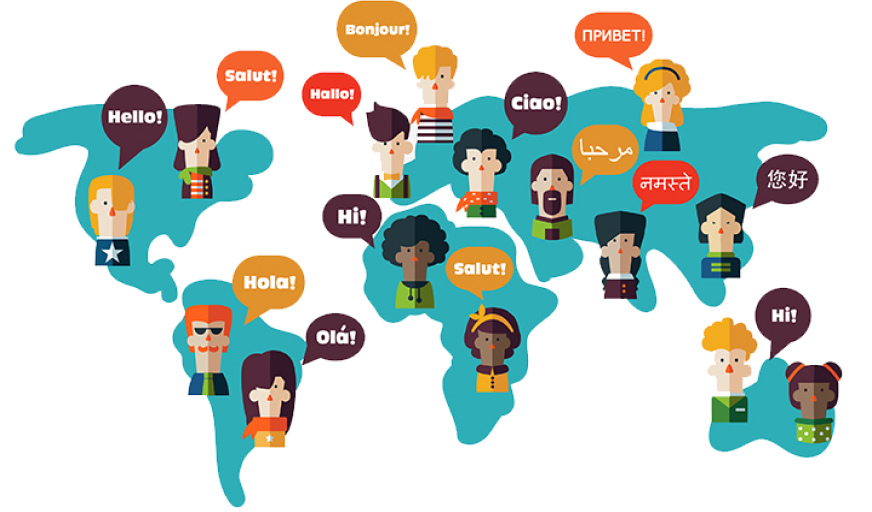 Bonjour!
ПРИВЕТ!
Salut!
Hallo!
Ciao!
Hello!
مرحبا
नमस्ते
您好
Hi!
Salut!
Hola!
Hi!
Olá!